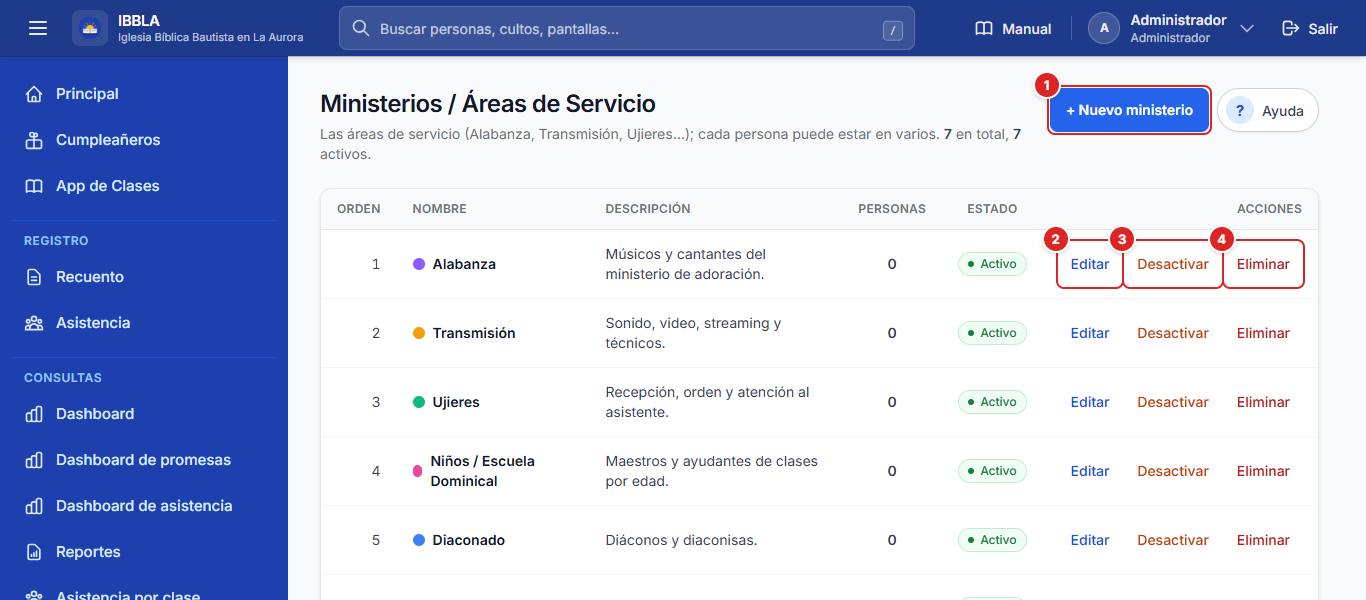 IBBLA
Iglesia Bíblica Bautista en La Aurora
Buscar personas, cultos, pantallas...
/
Manual
A
Administrador
Administrador
Salir
Principal
Cumpleañeros
App de Clases
REGISTRO
Recuento
Asistencia
CONSULTAS
Dashboard
Dashboard de promesas
Dashboard de asistencia
Reportes
Asistencia por clase
Ministerios / Áreas de Servicio
Las áreas de servicio (Alabanza, Transmisión, Ujieres...); cada persona puede estar en varios. 7 en total, 7
activos.
1
+ Nuevo ministerio
? Ayuda
ORDEN NOMBRE DESCRIPCIÓN PERSONAS ESTADO ACCIONES
2 3 4
1 Alabanza Músicos y cantantes del
ministerio de adoración. 0 Activo Editar Desactivar Eliminar
2 Transmisión Sonido, video, streaming y
técnicos. 0 Activo Editar Desactivar Eliminar
3 Ujieres Recepción, orden y atención al
asistente. 0 Activo Editar Desactivar Eliminar
4 Niños / Escuela
Dominical Maestros y ayudantes de clases
por edad. 0 Activo Editar Desactivar Eliminar
5 Diaconado Diáconos y diaconisas. 0 Activo Editar Desactivar Eliminar